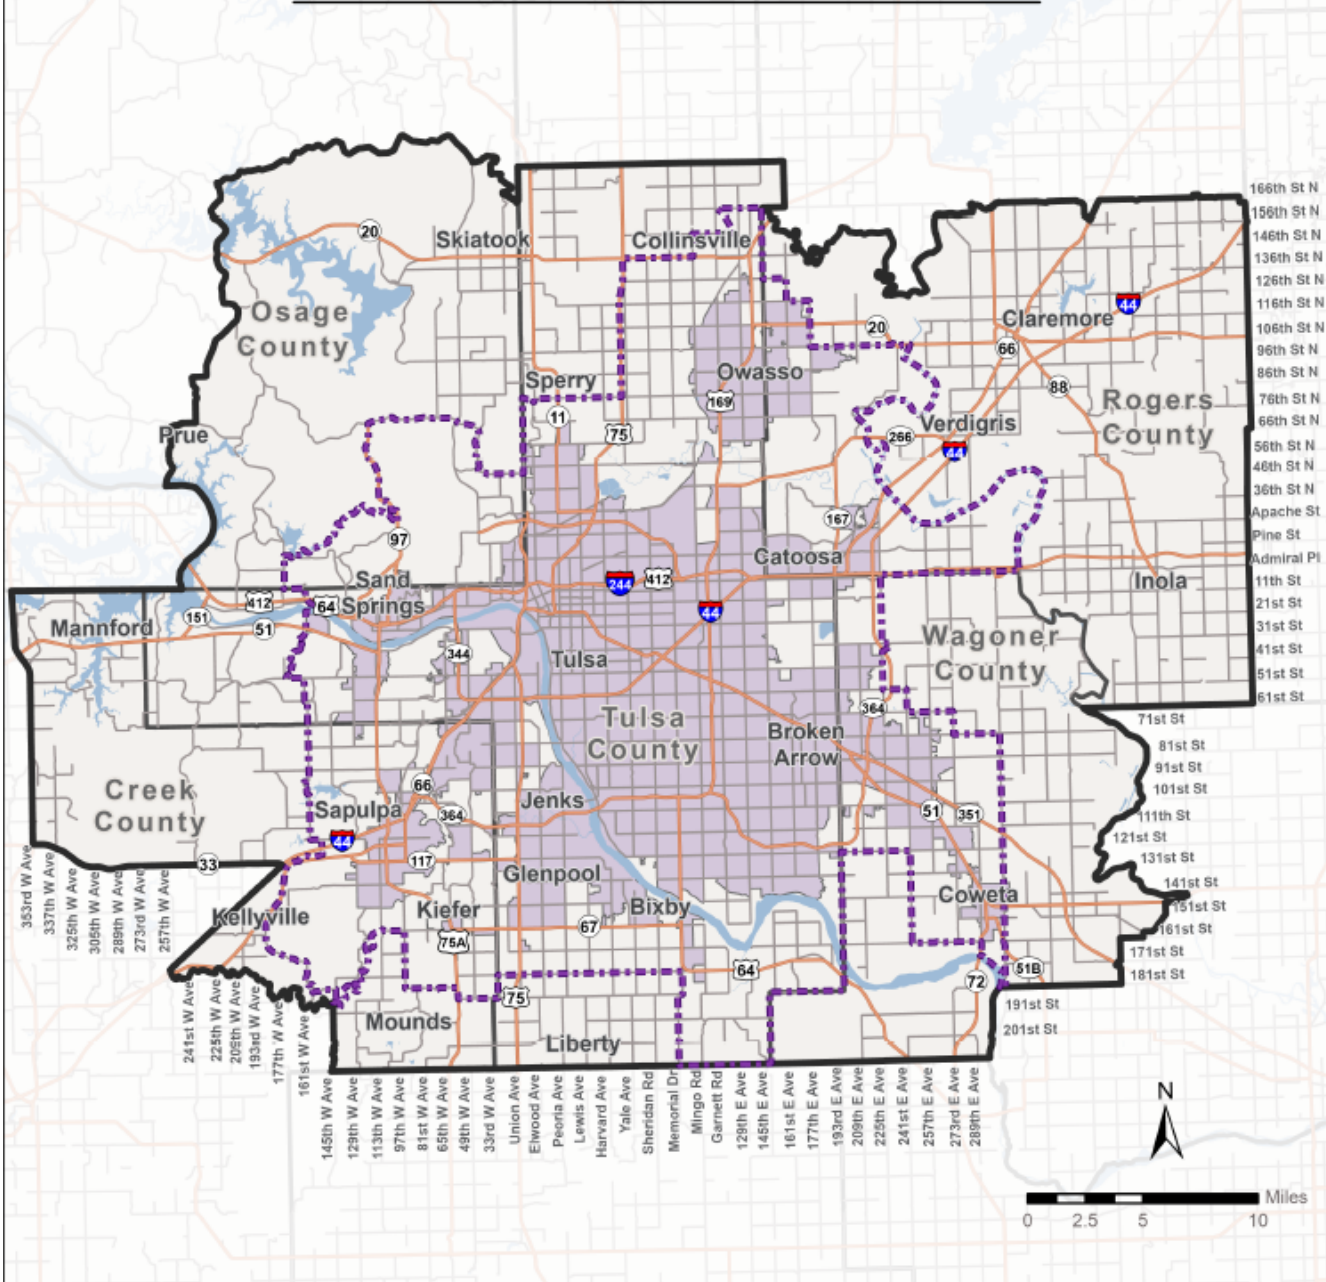 166th St N
156th St N
146th St N
136th St N
126th St N
116th St N
106th St N
96th St N
86th St N
76th St N
66th St N
56th St N
46th St N
36th St N
Apache St
Pine St
Admiral Pl
11th St
21st St
31st St
41st St
51st St
61st St
71st St
81st St
91st St
101st St
111th St
121st St
131st St
141st St
151st St
161st St
171st St
181st St
191st St
201st St
20
Skiatook
Collinsville
Osage
County
44
20
Claremore
66
Owasso
Sperry
169
88
Rogers
County
11
75
Prue
Verdigris
266
44
97
167
Catoosa
Sand
Springs
244
412
44
Inola
412
64
151
51
Mannford
344
Tulsa
Wagoner
County
Tulsa
County
364
Broken
Arrow
66
Creek
County
Sapulpa
364
Jenks
51
351
44
117
33
Glenpool
Coweta
Kellyville
Kiefer
Bixby
75A
67
64
51B
72
75
Mounds
Liberty
353rd W Ave
337th W Ave
325th W Ave
305th W Ave
289th W Ave
273rd W Ave
257th W Ave
241st W Ave
225th W Ave
209th W Ave
193rd W Ave
177th W Ave
161st W Ave
145th W Ave
129th W Ave
113th W Ave
97th W Ave
81st W Ave
65th W Ave
49th W Ave
33rd W Ave
Union Ave
Elwood Ave
Peoria Ave
Lewis Ave
Harvard Ave
Yale Ave
Sheridan Rd
Memorial Dr
Mingo Rd
Garnett Rd
129th E Ave
145th E Ave
161st E Ave
177th E Ave
193rd E Ave
209th E Ave
225th E Ave
241st E Ave
257th E Ave
273rd E Ave
289th E Ave
N
Miles
0 2.5 5 10